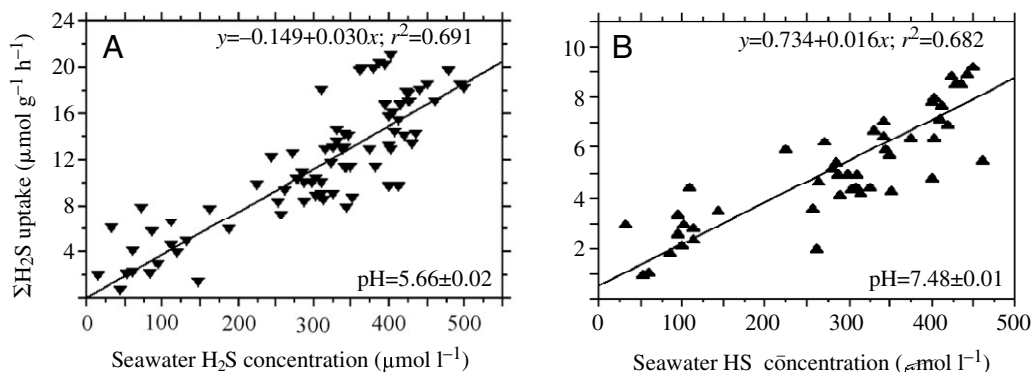 A
y=–0.149+0.030x; r²=0.691
24
20
16
12
8
4
ΣH₂S uptake (μmol g⁻¹ h⁻¹)
pH=5.66±0.02
0 100 200 300 400 500
Seawater H₂S concentration (μmol l⁻¹)
B
y=0.734+0.016x; r²=0.682
10
8
6
4
2
pH=7.48±0.01
0 100 200 300 400 500
Seawater HS⁻ concentration (μmol l⁻¹)